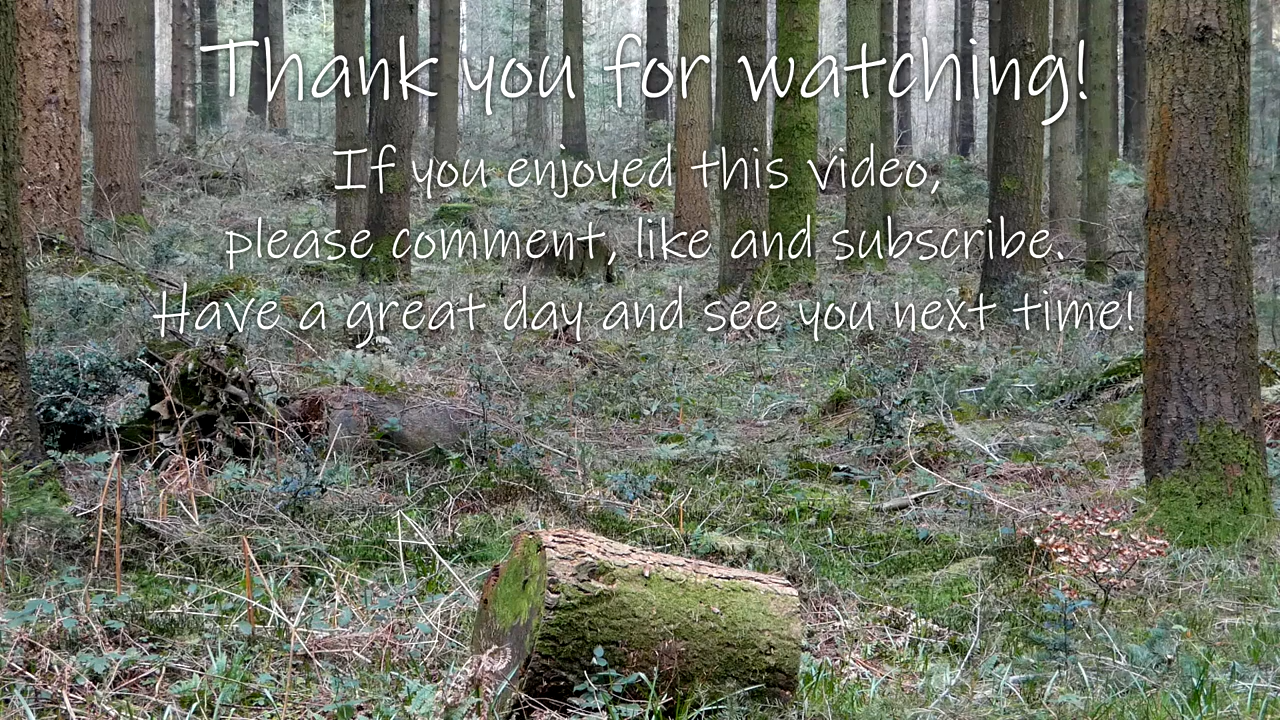 Thank you for watching!
If you enjoyed this video,
please comment, like and subscribe.
Have a great day and see you next time!